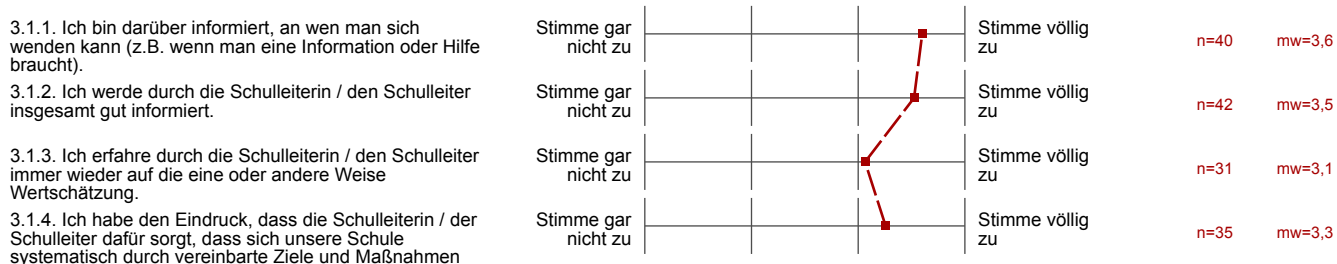 3.1.1. Ich bin darüber informiert, an wen man sich
wenden kann (z.B. wenn man eine Information oder Hilfe
braucht).
Stimme gar
nicht zu
Stimme völlig
zu
n=40
mw=3,6
3.1.2. Ich werde durch die Schulleiterin / den Schulleiter
insgesamt gut informiert.
Stimme gar
nicht zu
Stimme völlig
zu
n=42
mw=3,5
3.1.3. Ich erfahre durch die Schulleiterin / den Schulleiter
immer wieder auf die eine oder andere Weise
Wertschätzung.
Stimme gar
nicht zu
Stimme völlig
zu
n=31
mw=3,1
3.1.4. Ich habe den Eindruck, dass die Schulleiterin / der
Schulleiter dafür sorgt, dass sich unsere Schule
systematisch durch vereinbarte Ziele und Maßnahmen
Stimme gar
nicht zu
Stimme völlig
zu
n=35
mw=3,3